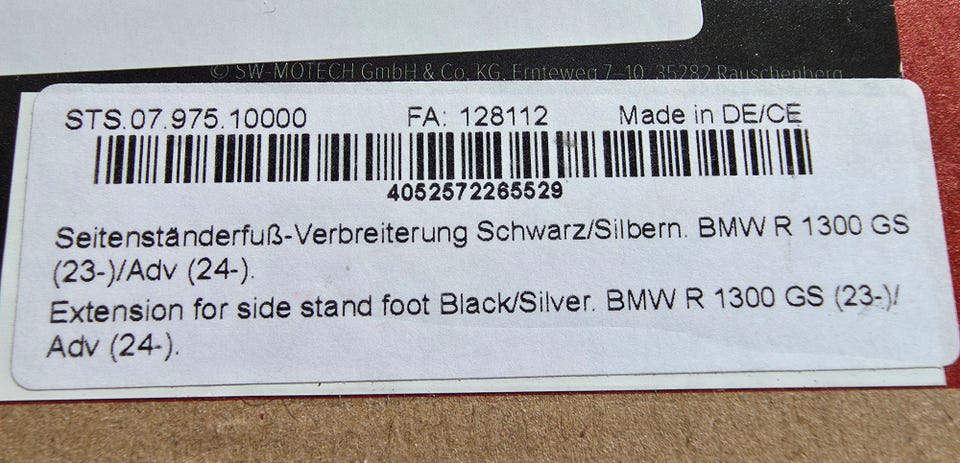 © SW-MOTECH GmbH & Co. KG, Ernteweg 7–10, 35282 Rauschenberg
STS.07.975.10000 FA: 128112 Made in DE/CE
4052572265529
Seitenständerfuß-Verbreiterung Schwarz/Silbern. BMW R 1300 GS
(23-)/Adv (24-).
Extension for side stand foot Black/Silver. BMW R 1300 GS (23-)/
Adv (24-).